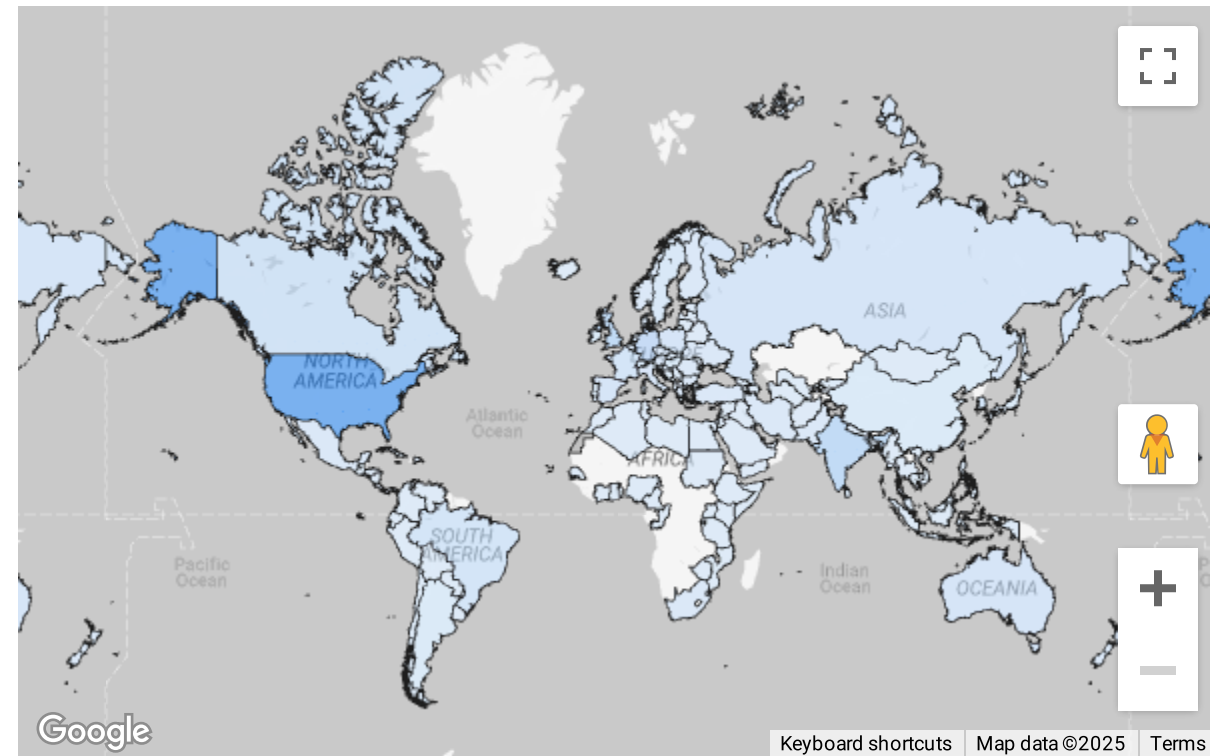 ASIA
NORTH
AMERICA
EUROPE
Atlantic
Ocean
AFRICA
SOUTH
AMERICA
Pacific
Ocean
Indian
Ocean
OCEANIA
Google
Keyboard shortcuts
Map data ©2025
Terms